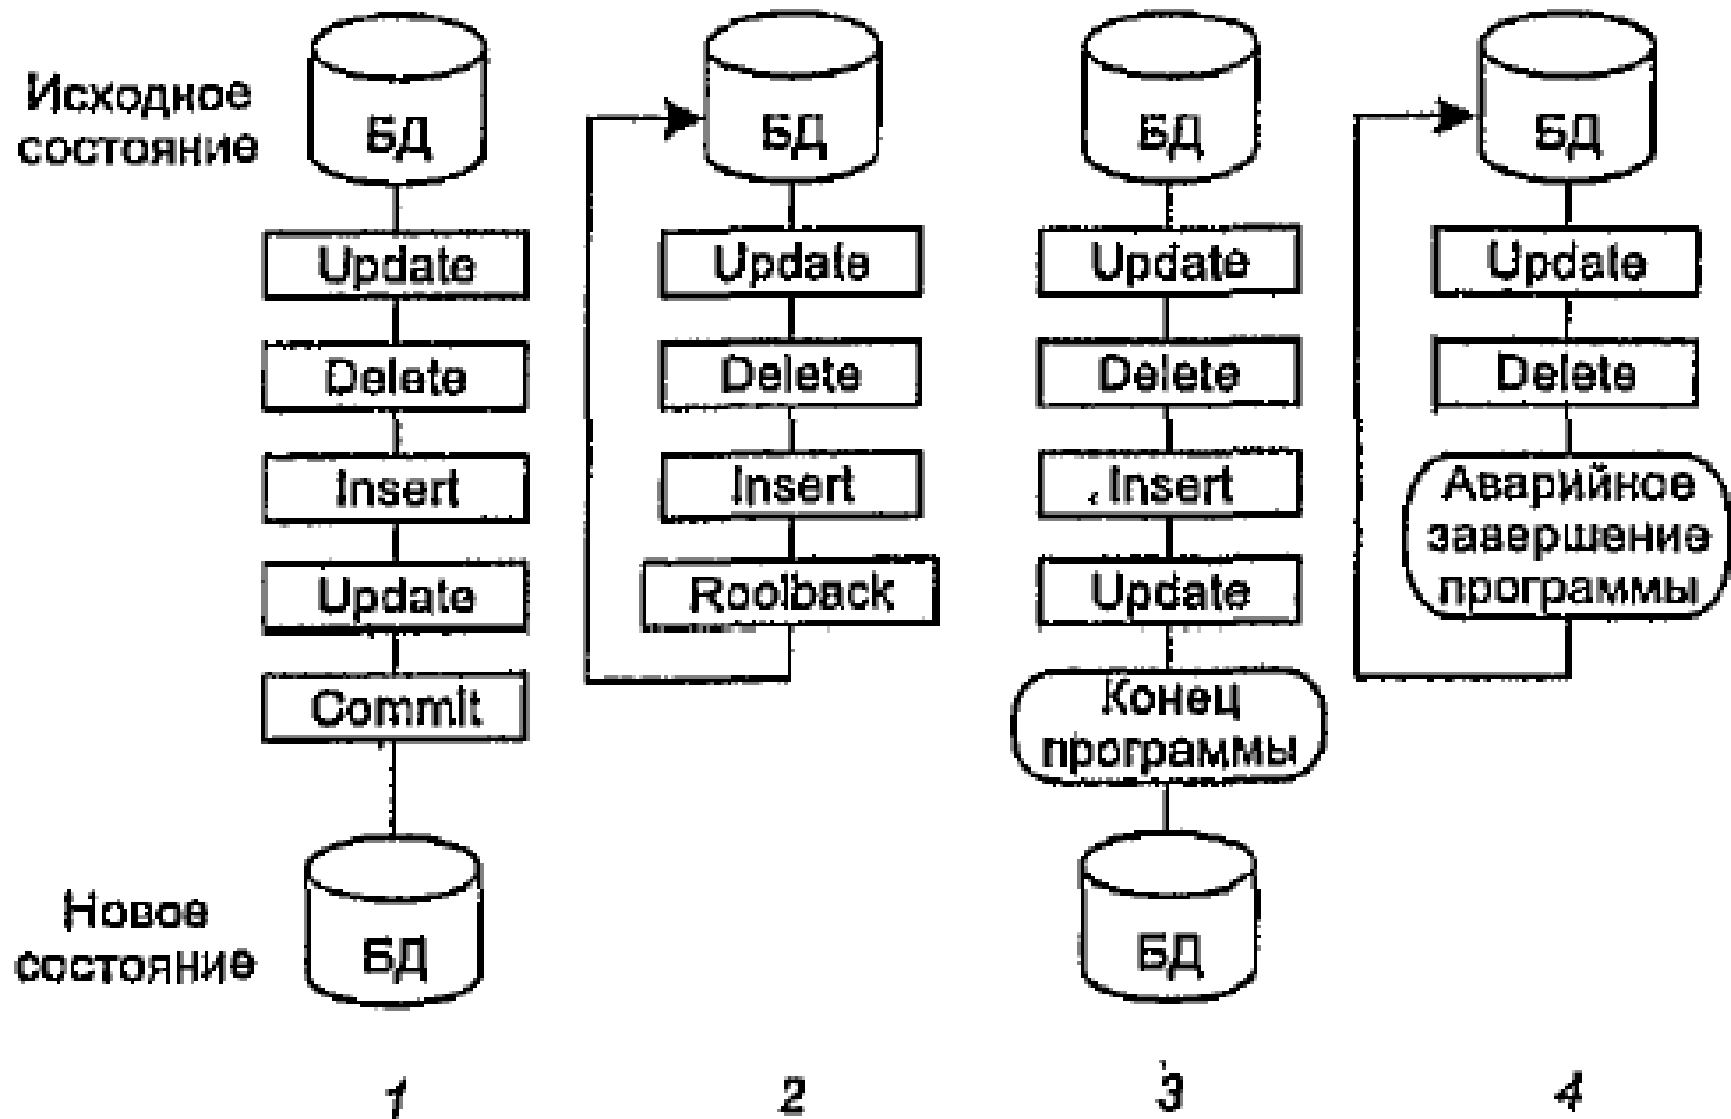 Исходное
состояние
БД
Update
Delete
Insert
Update
Commit
Новое
состояние
БД
1
БД
Update
Delete
Insert
Roolback
2
БД
Update
Delete
Insert
Update
Конец
программы
БД
3
БД
Update
Delete
Аварийное
завершение
программы
4